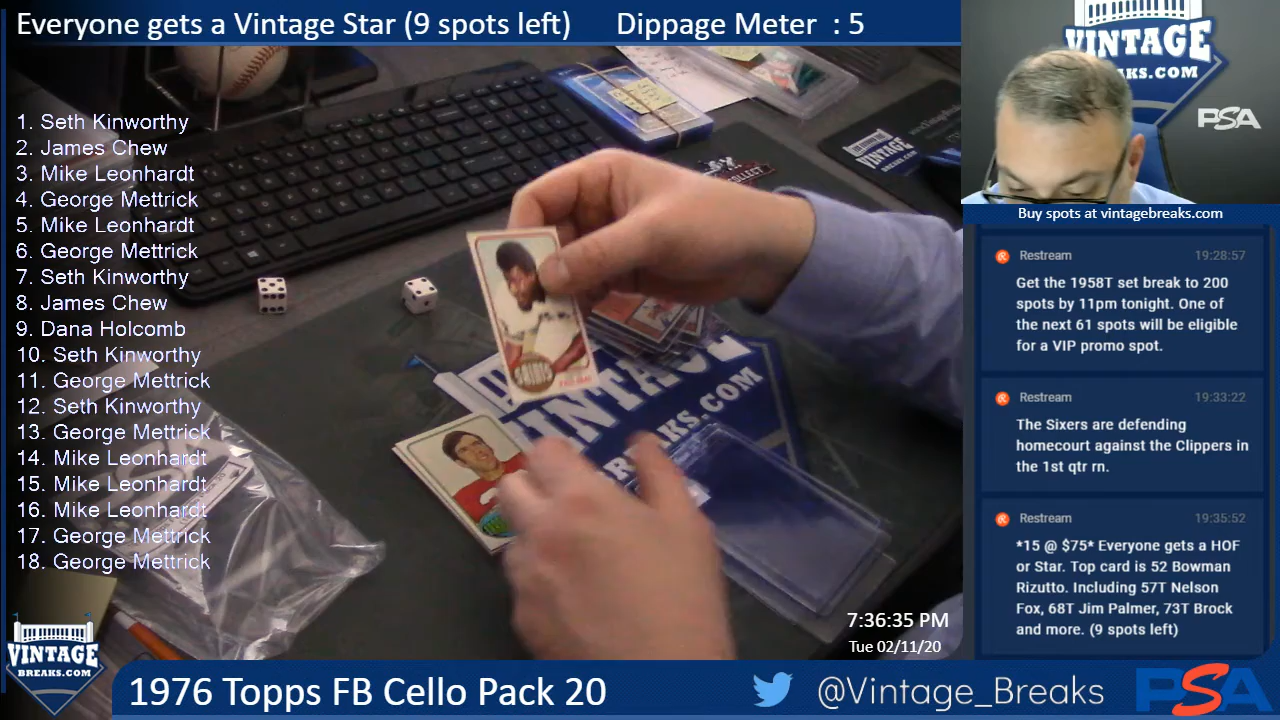 Everyone gets a Vintage Star (9 spots left) Dippage Meter : 5
1. Seth Kinworthy
2. James Chew
3. Mike Leonhardt
4. George Mettrick
5. Mike Leonhardt
6. George Mettrick
7. Seth Kinworthy
8. James Chew
9. Dana Holcomb
10. Seth Kinworthy
11. George Mettrick
12. Seth Kinworthy
13. George Mettrick
14. Mike Leonhardt
15. Mike Leonhardt
16. Mike Leonhardt
17. George Mettrick
18. George Mettrick
VINTAGE
BREAKS.COM
PSA
Buy spots at vintagebreaks.com
Restream 19:28:57
Get the 1958T set break to 200
spots by 11pm tonight. One of
the next 61 spots will be eligible
for a VIP promo spot.
Restream 19:33:22
The Sixers are defending
homecourt against the Clippers in
the 1st qtr rn.
Restream 19:35:52
*15 @ $75* Everyone gets a HOF
or Star. Top card is 52 Bowman
Rizutto. Including 57T Nelson
Fox, 68T Jim Palmer, 73T Brock
and more. (9 spots left)
VINTAGE
SAINTS
VINTAGE
KS.COM
7:36:35 PM
Tue 02/11/20
VINTAGE
BREAKS.COM
1976 Topps FB Cello Pack 20
@Vintage_Breaks
PSA